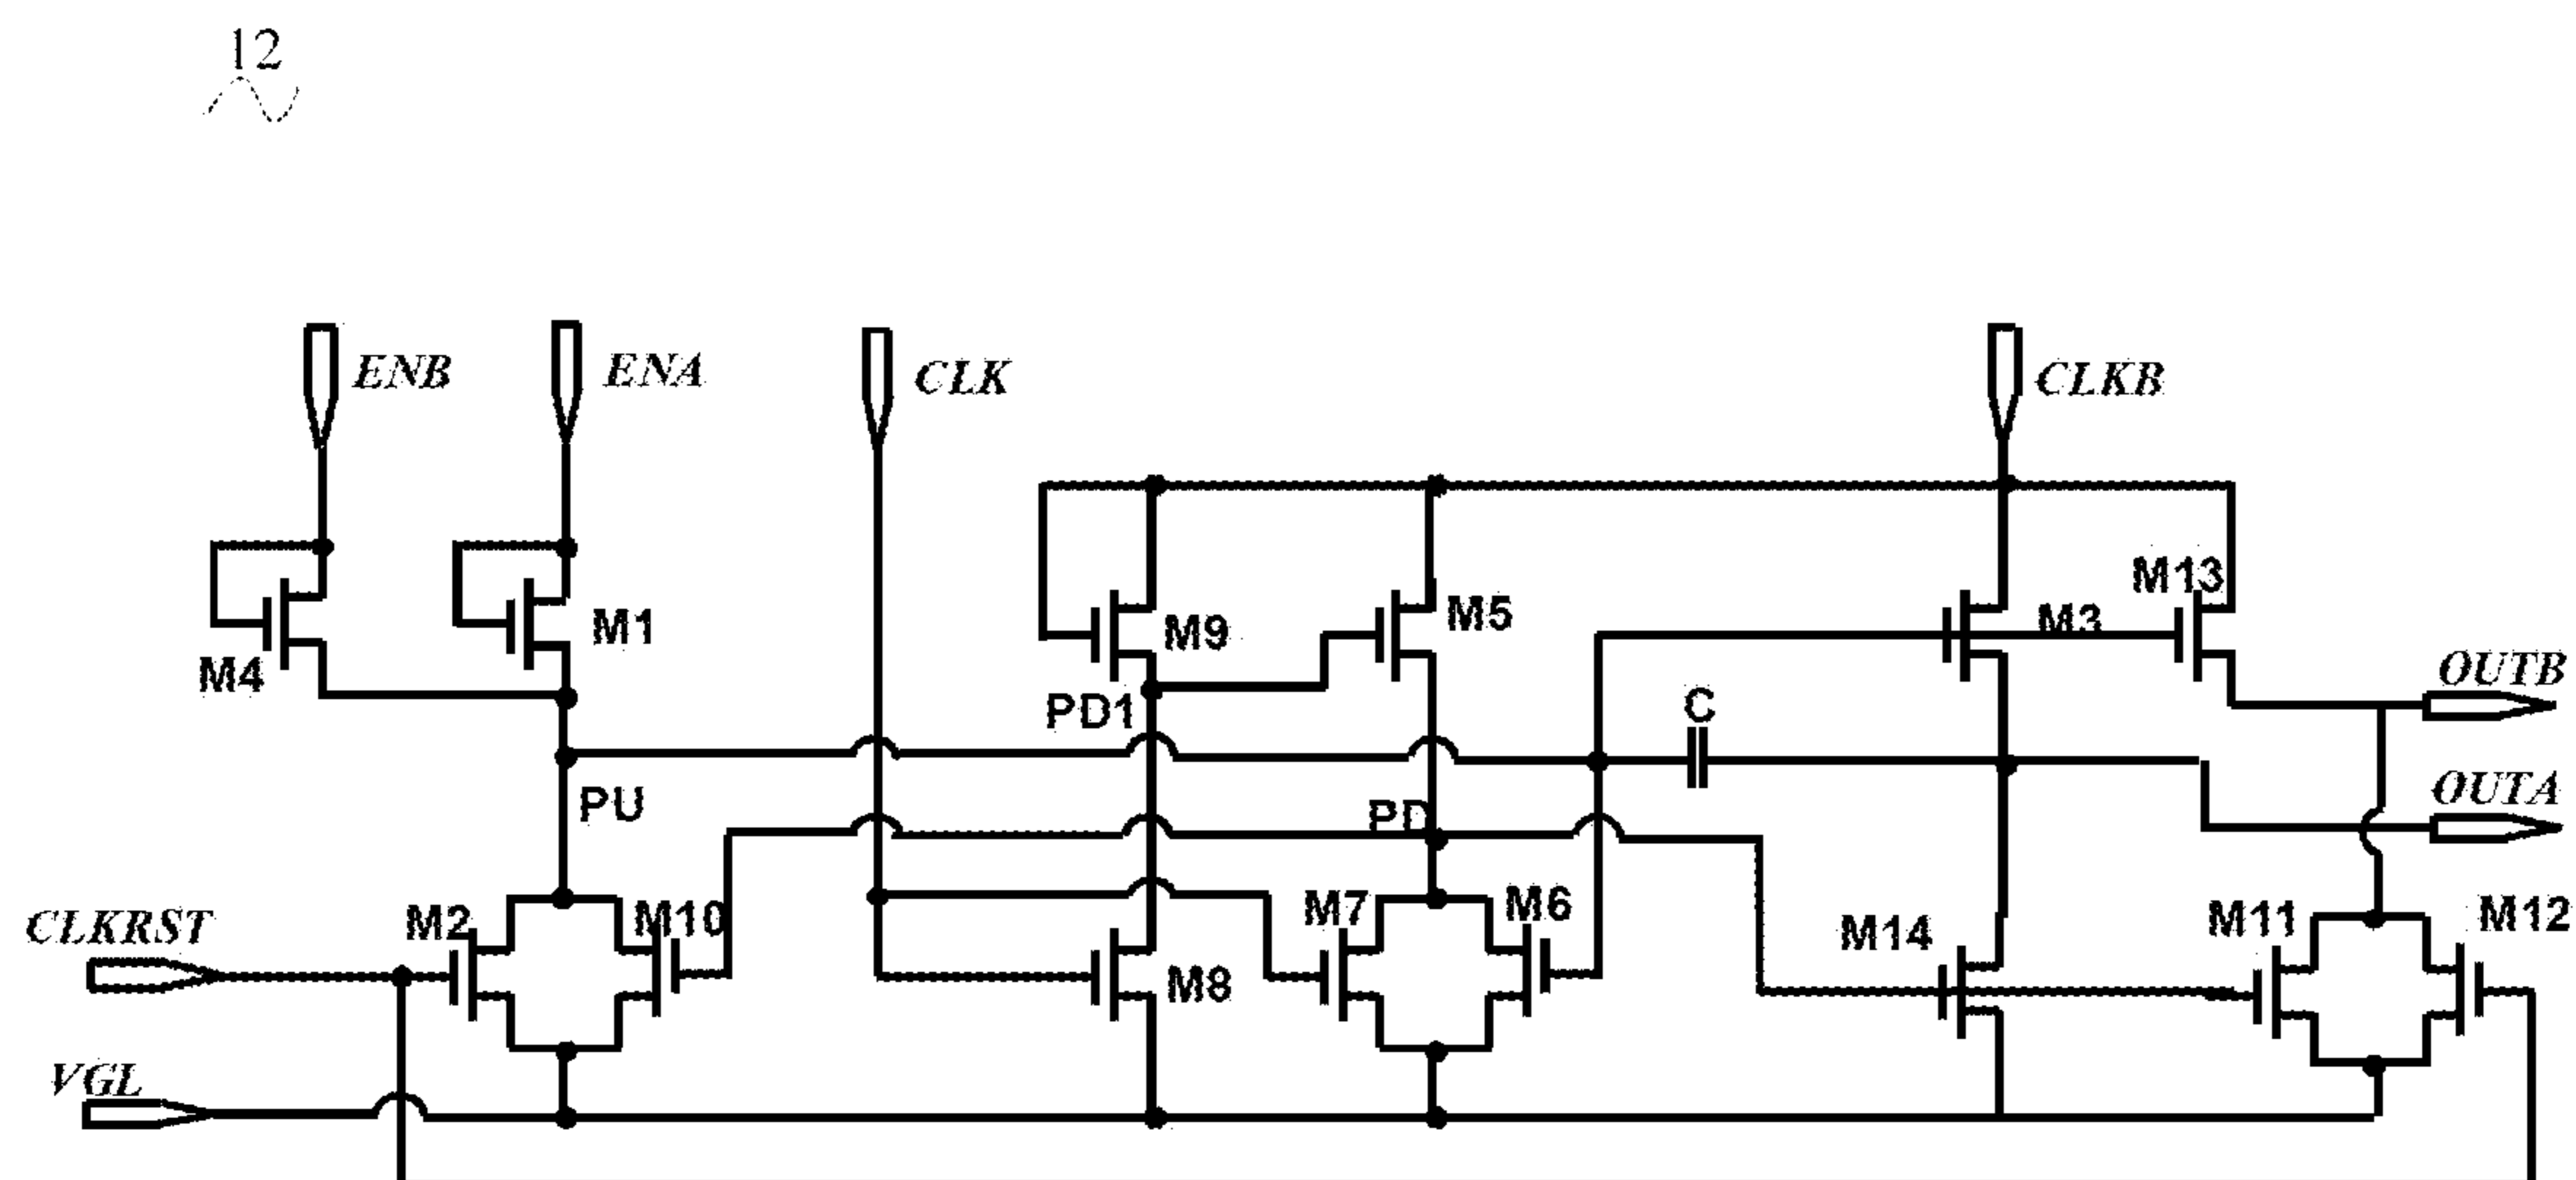 12
ENB
ENA
CLK
CLKB
M4
M1
M9
M5
M3
M13
OUTB
PD1
C
OUTA
PU
PD
CLKRST
M2
M10
M8
M7
M6
M14
M11
M12
VGL